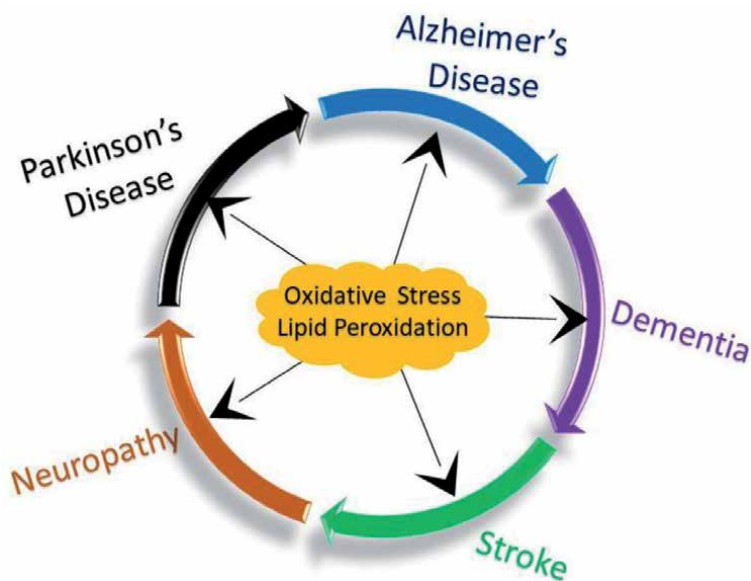 Alzheimer's
Disease
Parkinson's
Disease
Oxidative Stress
Lipid Peroxidation
Dementia
Neuropathy
Stroke